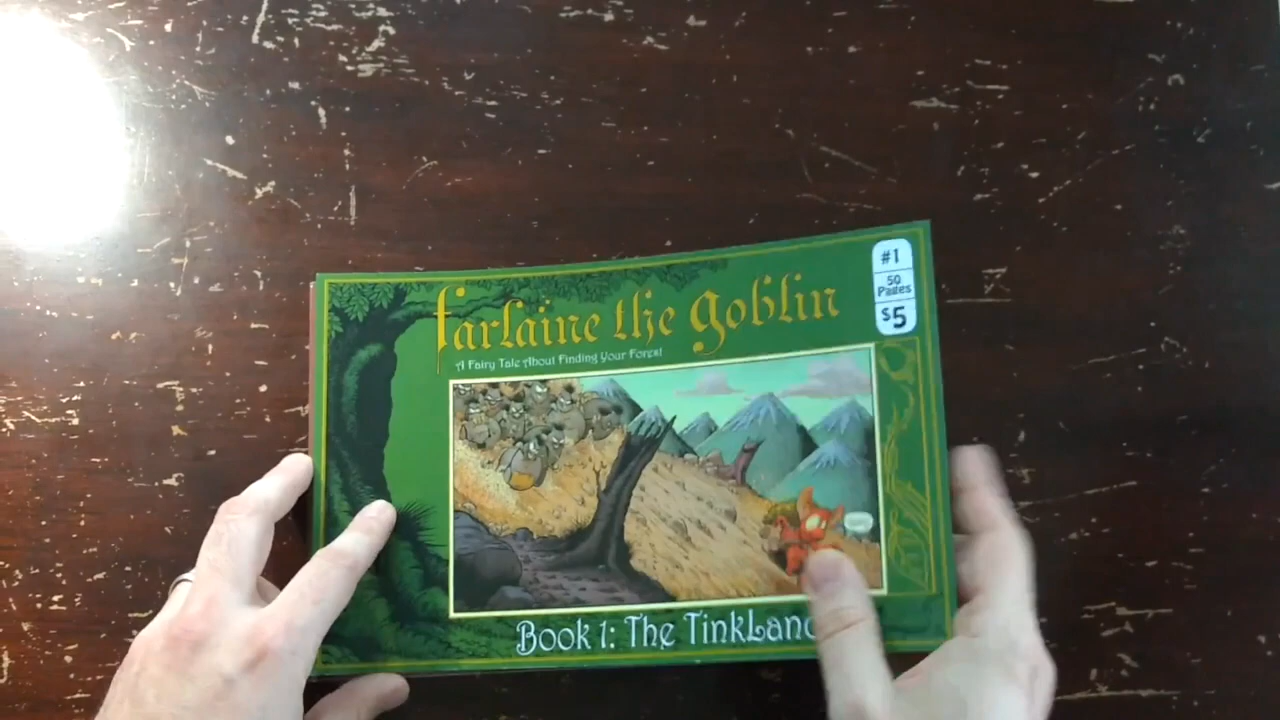 #1
50
Pages
$5
farlaine the goblin
A Fairy Tale About Finding Your Forest
Book 1: The TinkLand